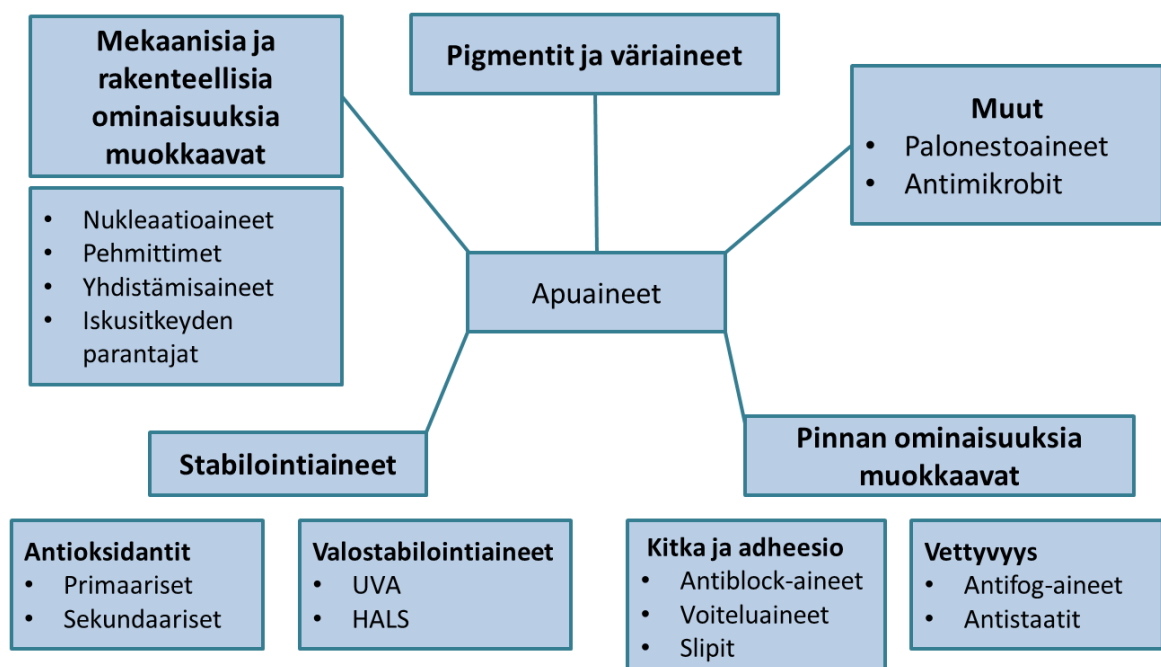 Mekaanisia ja
rakenteellisia
ominaisuuksia
muokkaavat
• Nukleaatioaineet
• Pehmittimet
• Yhdistämisaineet
• Iskusitkeyden
parantajat
Pigmentit ja väriaineet
Muut
• Palonestoaineet
• Antimikrobit
Apuaineet
Stabilointiaineet
Antioksidantit
• Primaariset
• Sekundaariset
Valostabilointiaineet
• UVA
• HALS
Pinnan ominaisuuksia
muokkaavat
Kitka ja adheesio
• Antiblock-aineet
• Voiteluaineet
• Slipit
Vettyvyys
• Antifog-aineet
• Antistaatit